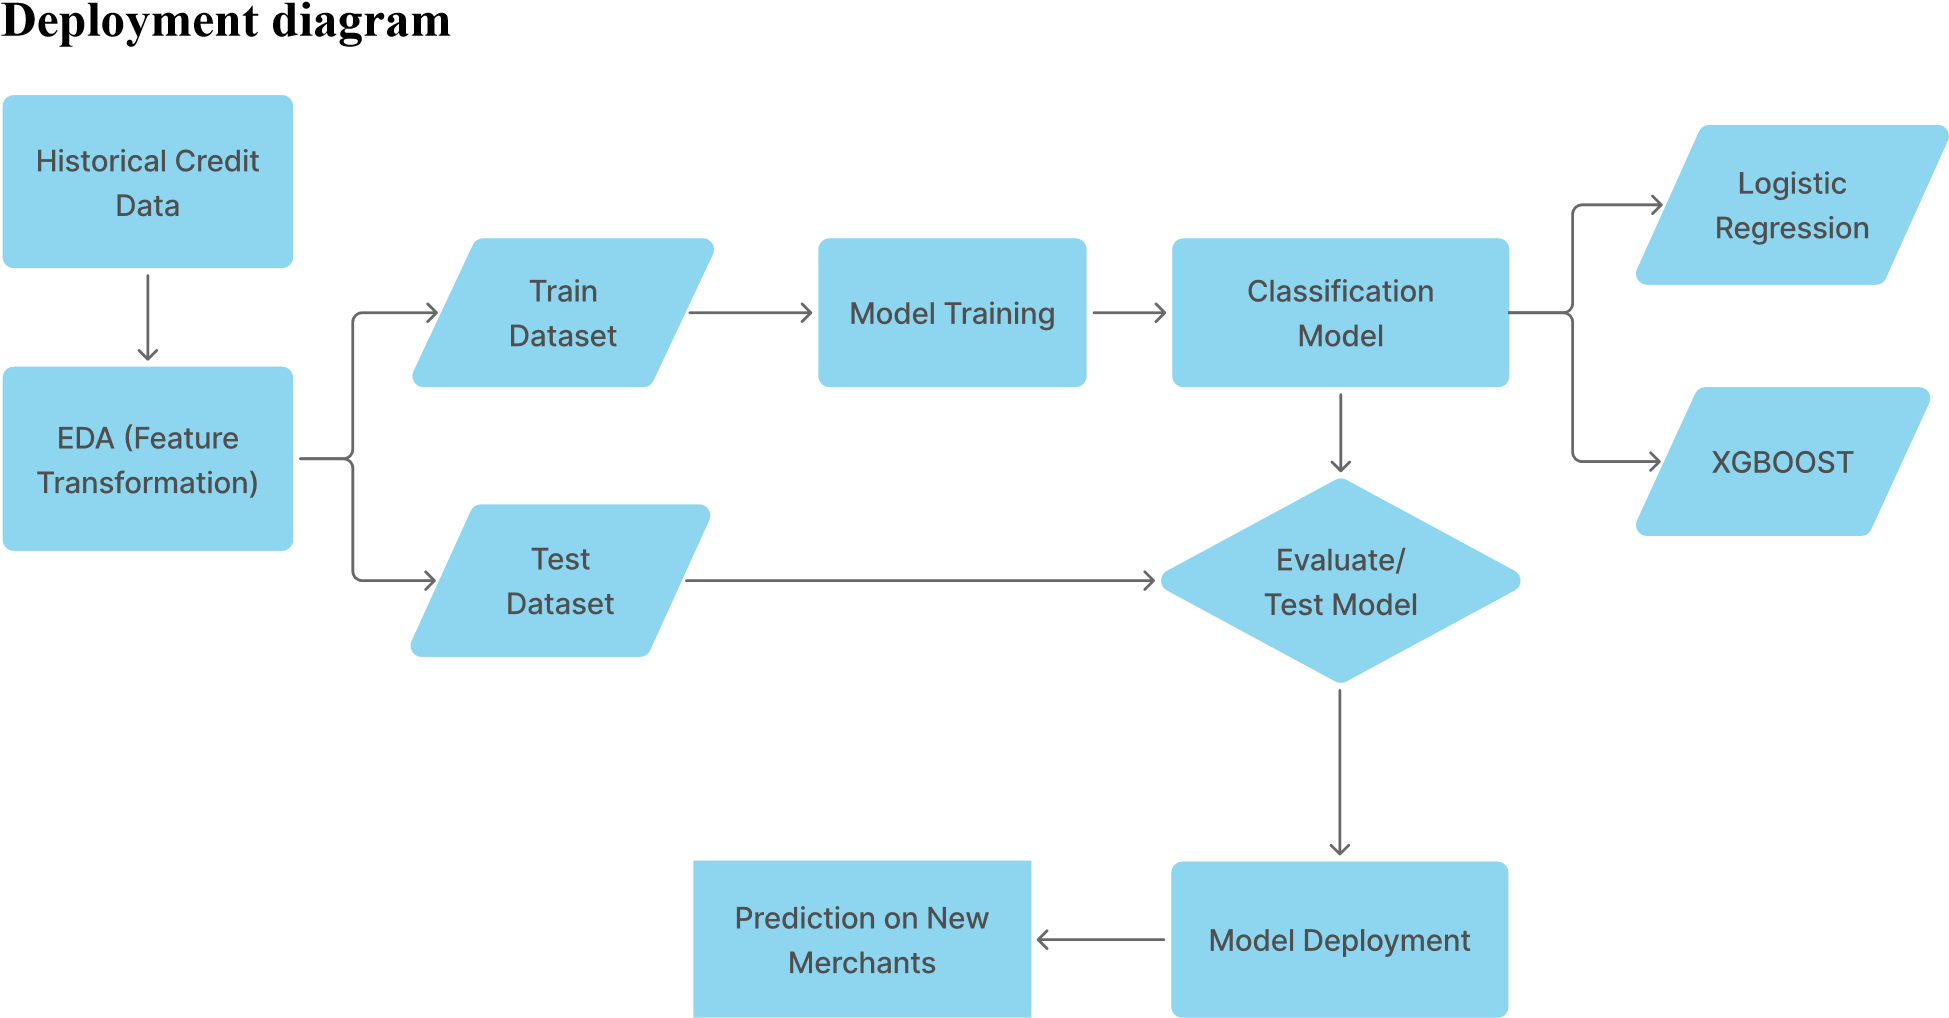 Deployment diagram
Historical Credit
Data
EDA (Feature
Transformation)
Train
Dataset
Test
Dataset
Model Training
Classification
Model
Logistic
Regression
XGBOOST
Evaluate/
Test Model
Model Deployment
Prediction on New
Merchants